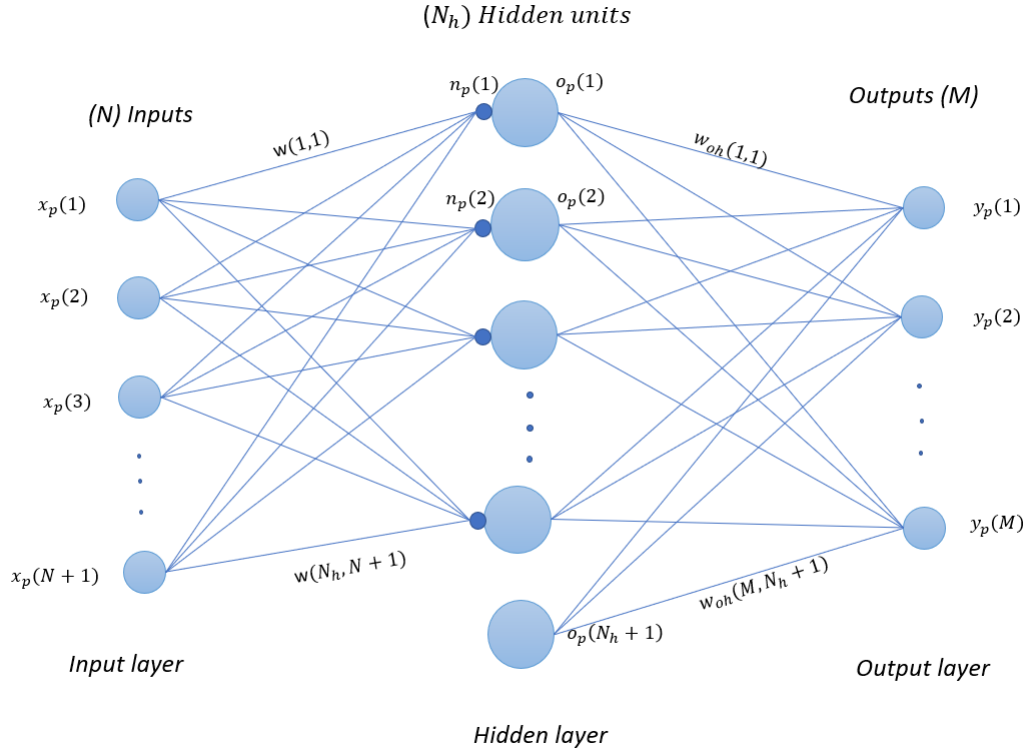 (N_h) Hidden units
(N) Inputs
Outputs (M)
n_p(1)
o_p(1)
w(1,1)
w_oh(1,1)
x_p(1)
n_p(2)
o_p(2)
y_p(1)
x_p(2)
y_p(2)
x_p(3)
y_p(M)
x_p(N + 1)
w(N_h, N + 1)
w_oh(M, N_h + 1)
o_p(N_h + 1)
Input layer
Output layer
Hidden layer